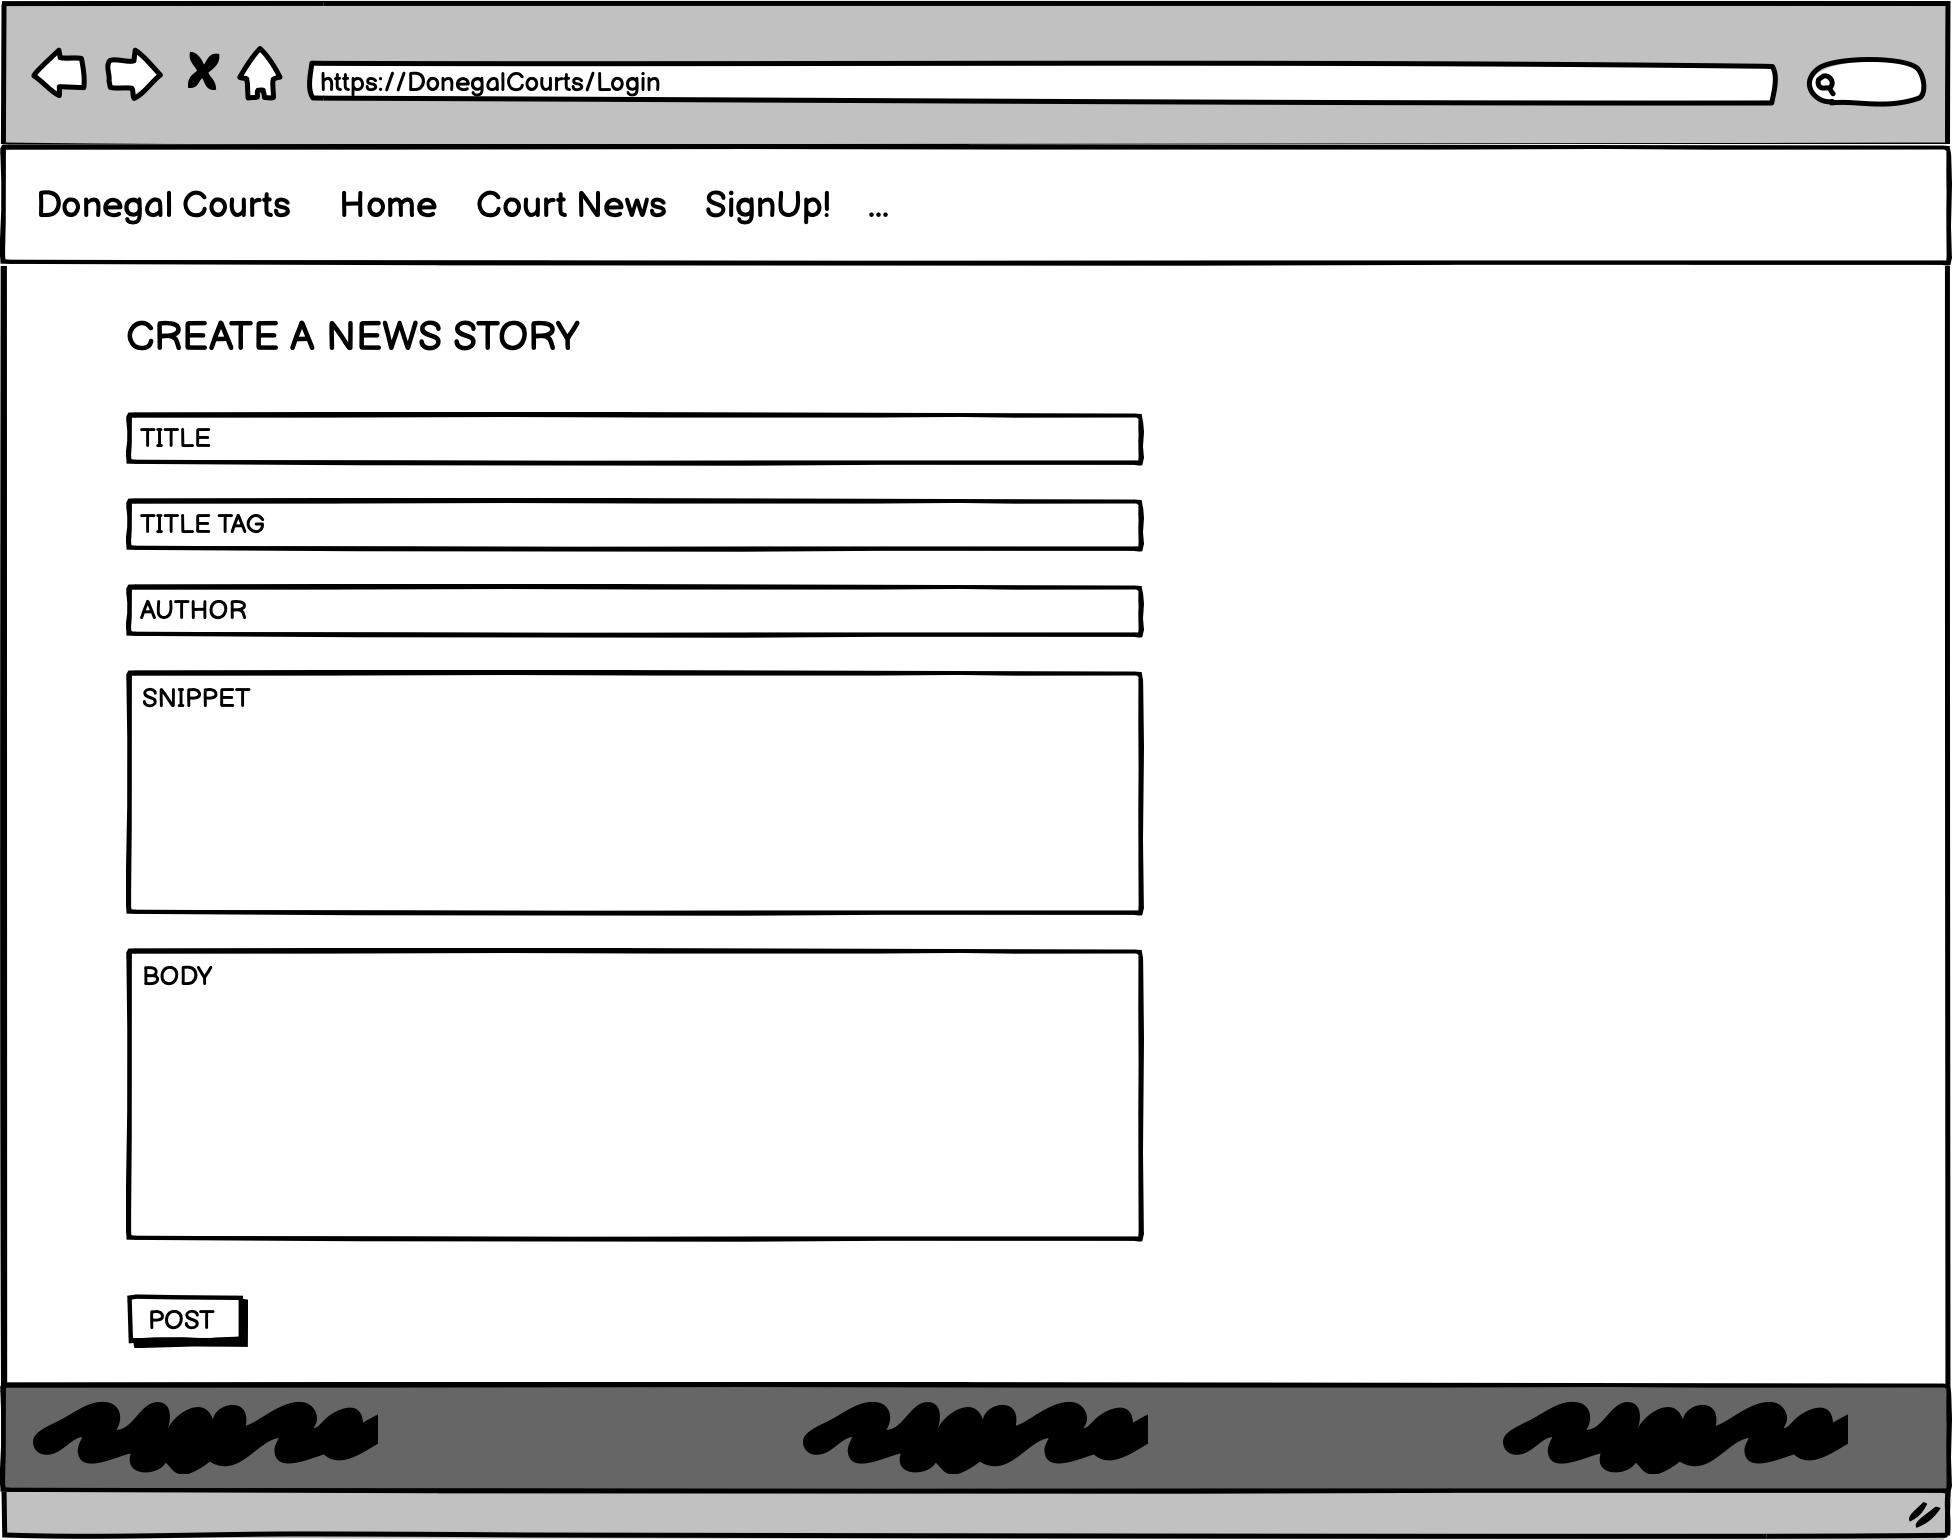 https://DonegalCourts/Login
Donegal Courts Home Court News SignUp! ...
CREATE A NEWS STORY
TITLE
TITLE TAG
AUTHOR
SNIPPET
BODY
POST